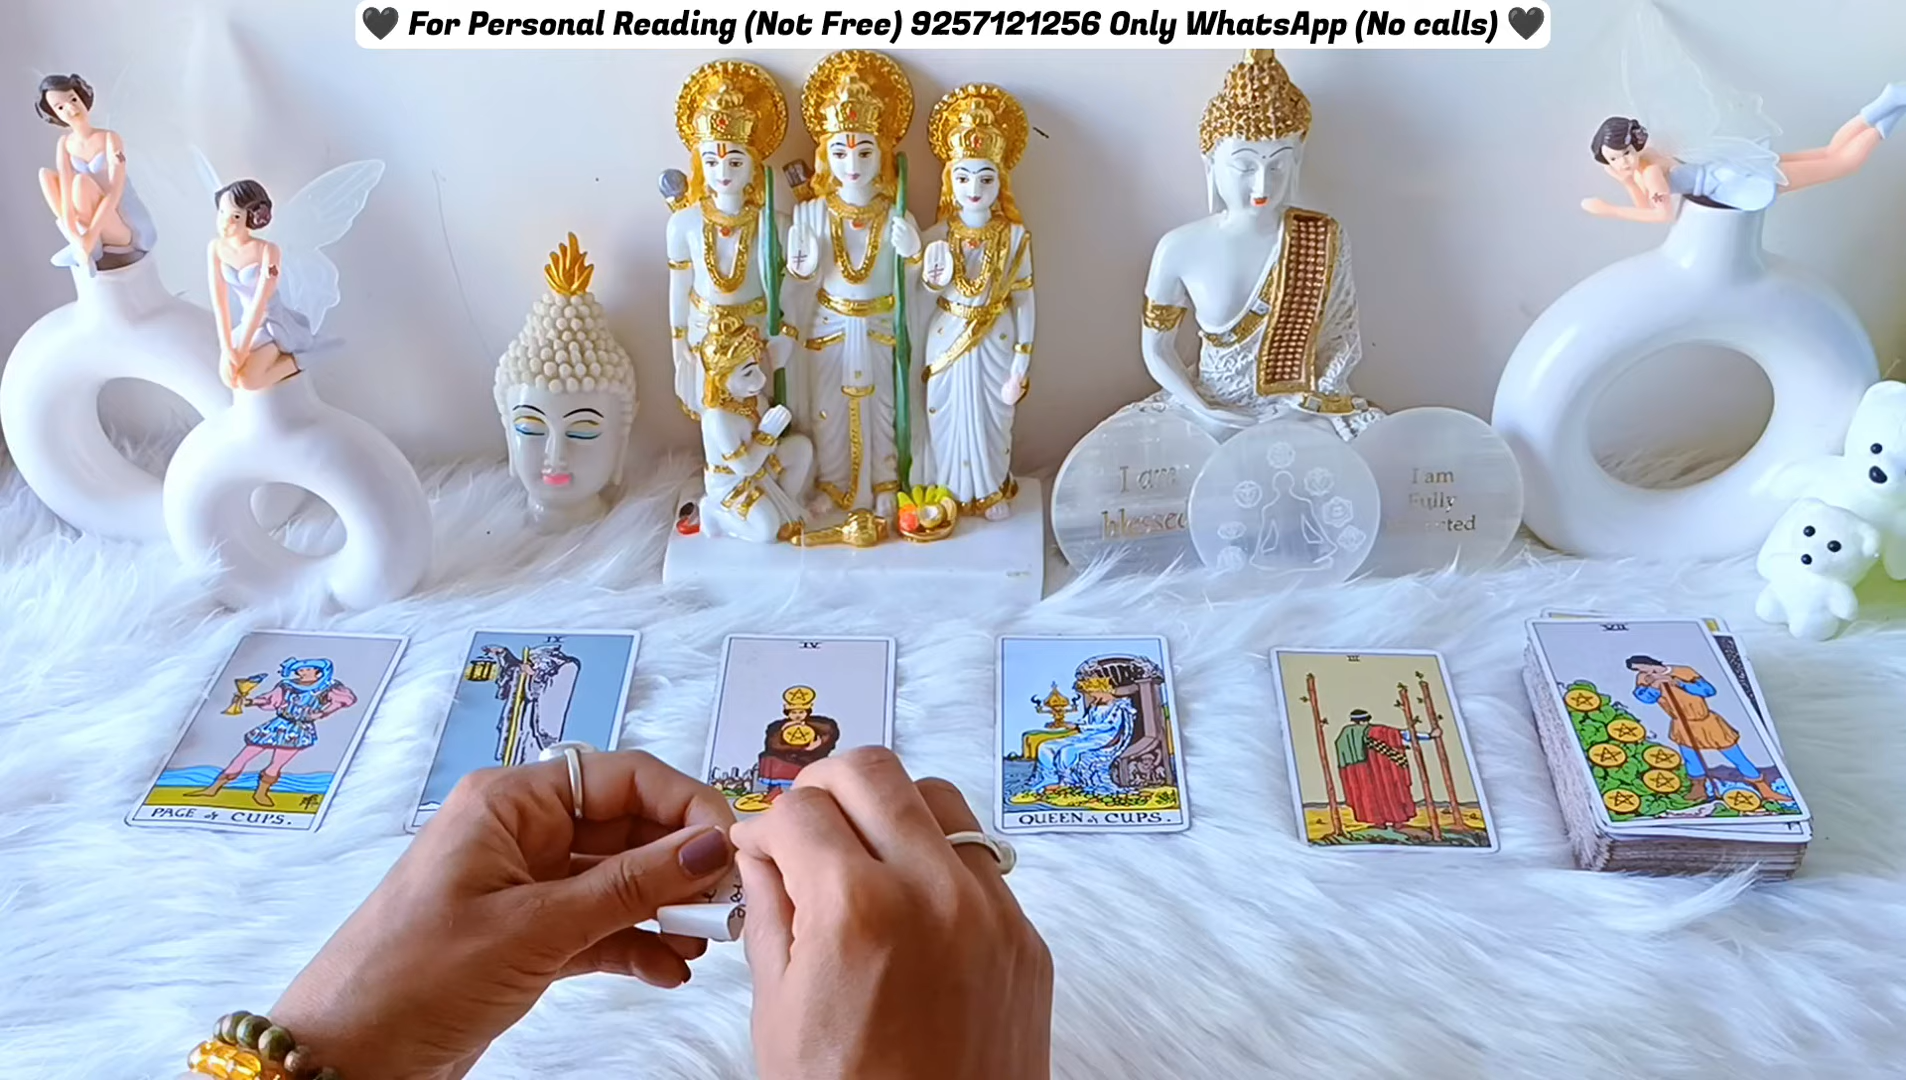 🖤 For Personal Reading (Not Free) 9257121256 Only WhatsApp (No calls) 🖤
I am
blessed
I am
Fully
IX
IV
III
VII
PAGE of CUPS.
QUEEN of CUPS.